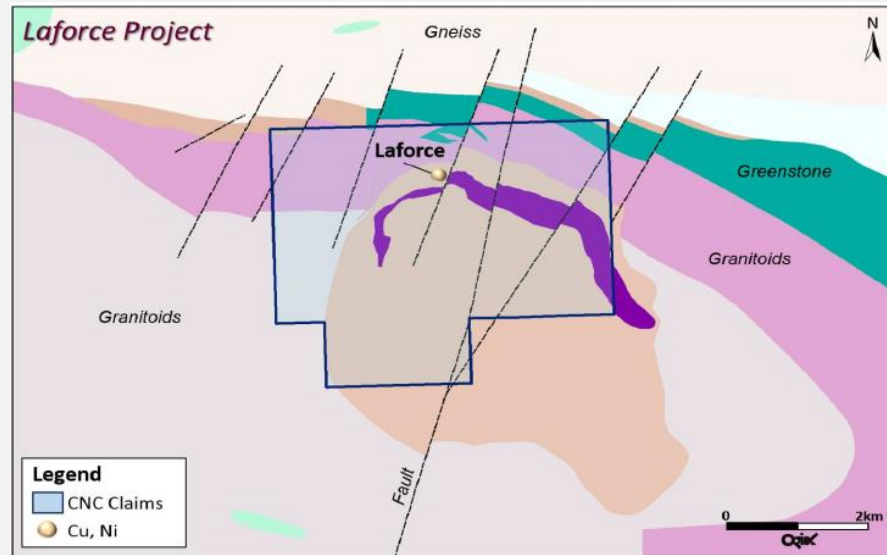 Laforce Project
Gneiss
N
Laforce
Greenstone
Granitoids
Granitoids
Fault
Legend
CNC Claims
Cu, Ni
0 2km